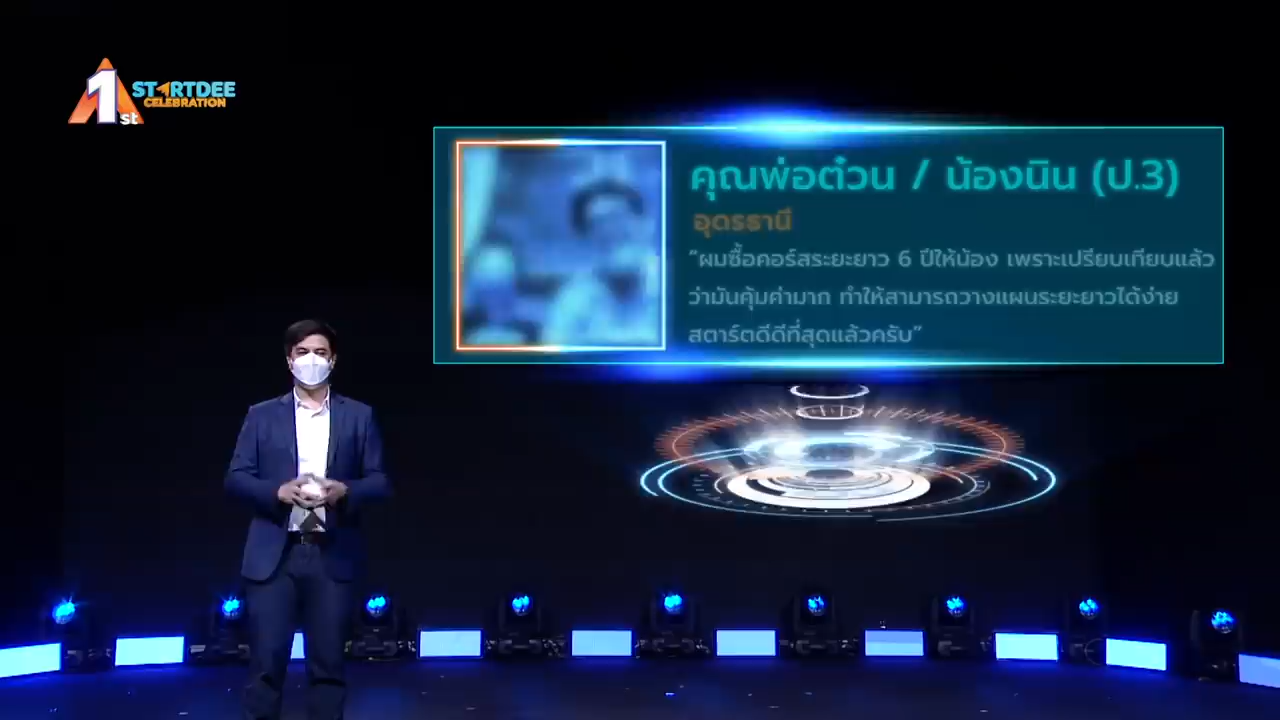 1st
STARTDEE
CELEBRATION
คุณพ่อต๋วน / น้องนิน (ป.3)
อุดรธานี
“ผมซื้อคอร์สระยะยาว 6 ปีให้น้อง เพราะเปรียบเทียบแล้ว
ว่ามันคุ้มค่ามาก ทำให้สามารถวางแผนระยะยาวได้ง่าย
สตาร์ตดีดีที่สุดแล้วครับ”